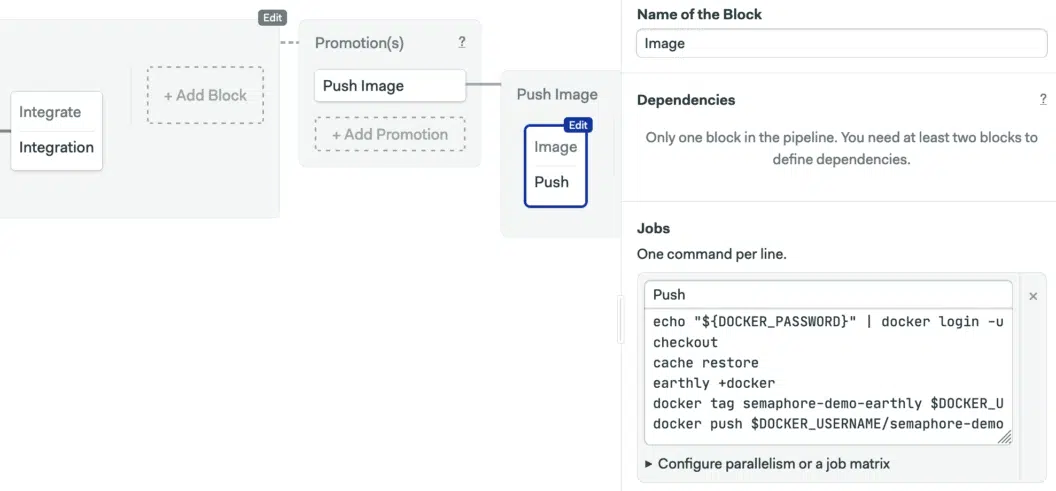 Edit
Promotion(s) ?
Push Image
+ Add Promotion
+ Add Block
Integrate
Integration
Push Image
Edit
Image
Push
Name of the Block
Image
Dependencies ?
Only one block in the pipeline. You need at least two blocks to
define dependencies.
Jobs
One command per line.
Push
echo "${DOCKER_PASSWORD}" | docker login -u
checkout
cache restore
earthly +docker
docker tag semaphore-demo-earthly $DOCKER_U
docker push $DOCKER_USERNAME/semaphore-demo
▸ Configure parallelism or a job matrix